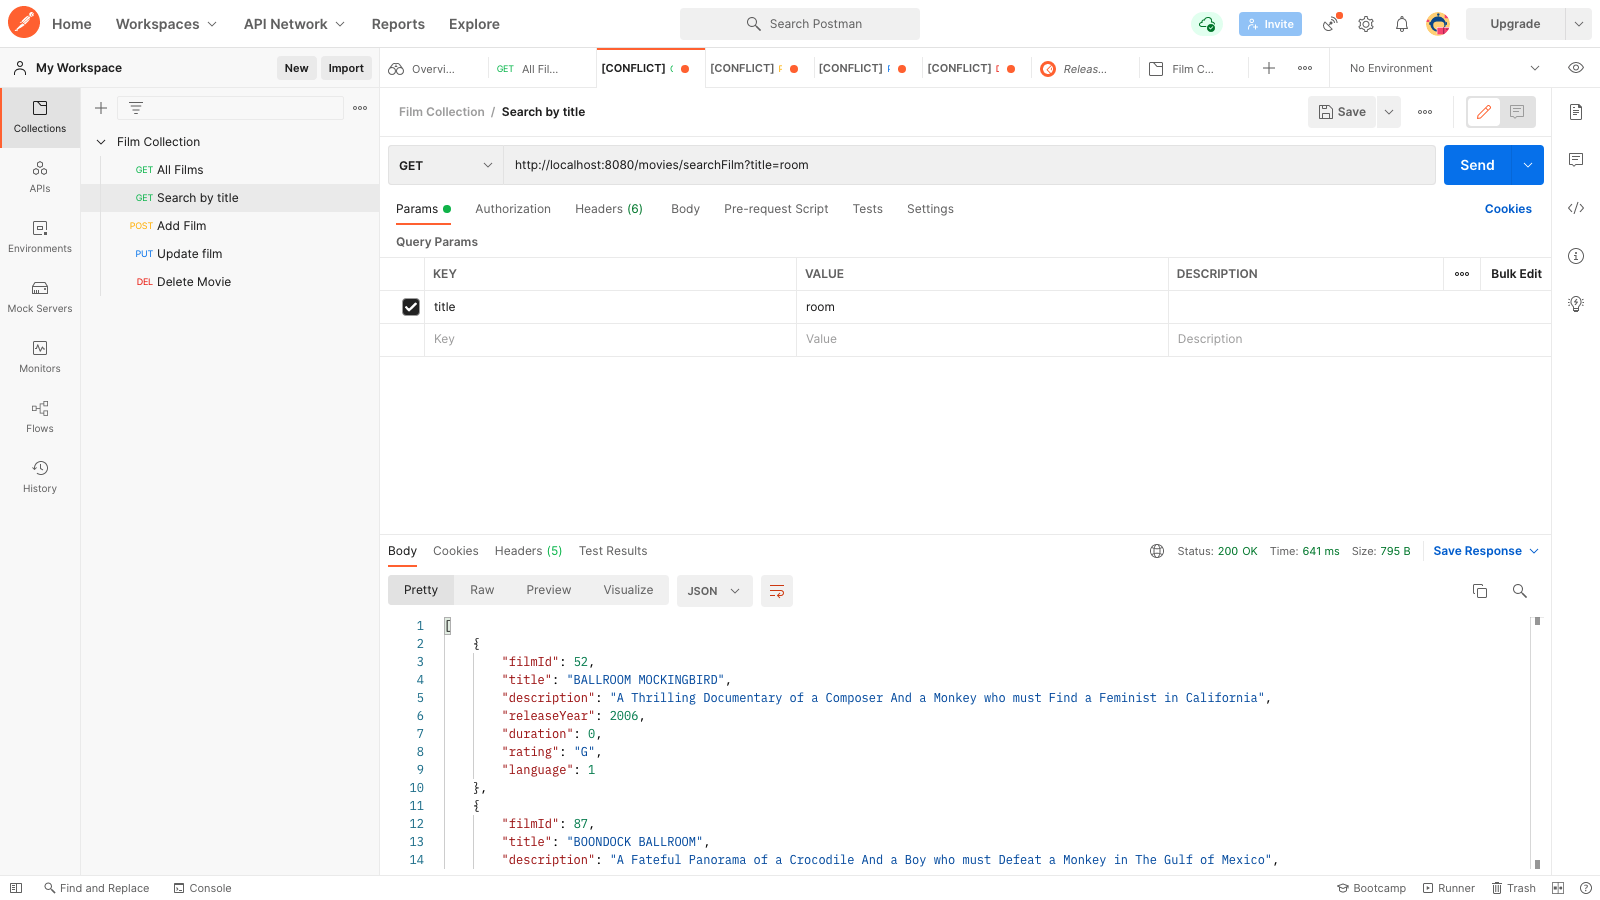 Home
Workspaces
API Network
Reports
Explore
Search Postman
Invite
Upgrade
My Workspace
New
Import
Overvi...
GET All Fil...
[CONFLICT]
[CONFLICT]
[CONFLICT]
[CONFLICT]
Releas...
Film C...
No Environment
Collections
APIs
Environments
Mock Servers
Monitors
Flows
History
Film Collection
GET All Films
GET Search by title
POST Add Film
PUT Update film
DEL Delete Movie
Film Collection / Search by title
Save
GET
http://localhost:8080/movies/searchFilm?title=room
Send
Params
Authorization
Headers (6)
Body
Pre-request Script
Tests
Settings
Cookies
Query Params
KEY VALUE DESCRIPTION
Bulk Edit
title room
Key Value Description
Body
Cookies
Headers (5)
Test Results
Status: 200 OK Time: 641 ms Size: 795 B
Save Response
Pretty
Raw
Preview
Visualize
JSON
1 [
2 {
3 "filmId": 52,
4 "title": "BALLROOM MOCKINGBIRD",
5 "description": "A Thrilling Documentary of a Composer And a Monkey who must Find a Feminist in California",
6 "releaseYear": 2006,
7 "duration": 0,
8 "rating": "G",
9 "language": 1
10 },
11 {
12 "filmId": 87,
13 "title": "BOONDOCK BALLROOM",
14 "description": "A Fateful Panorama of a Crocodile And a Boy who must Defeat a Monkey in The Gulf of Mexico",
Find and Replace
Console
Bootcamp
Runner
Trash